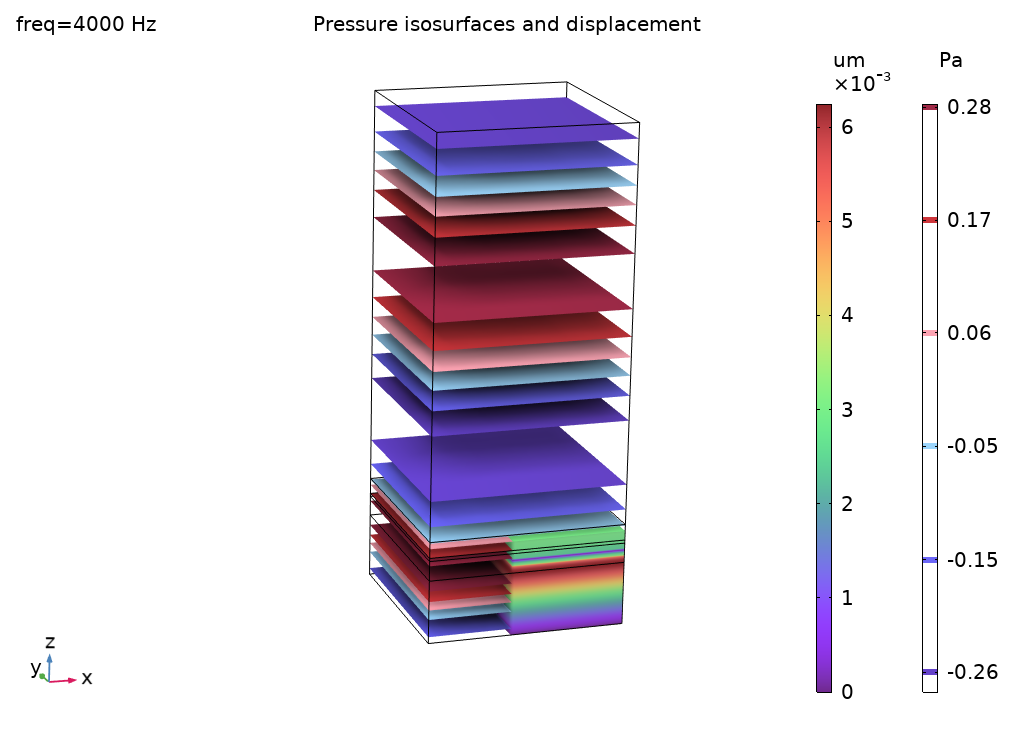 freq=4000 Hz
Pressure isosurfaces and displacement
um
×10⁻³
6
5
4
3
2
1
0
Pa
0.28
0.17
0.06
-0.05
-0.15
-0.26
z
y
x